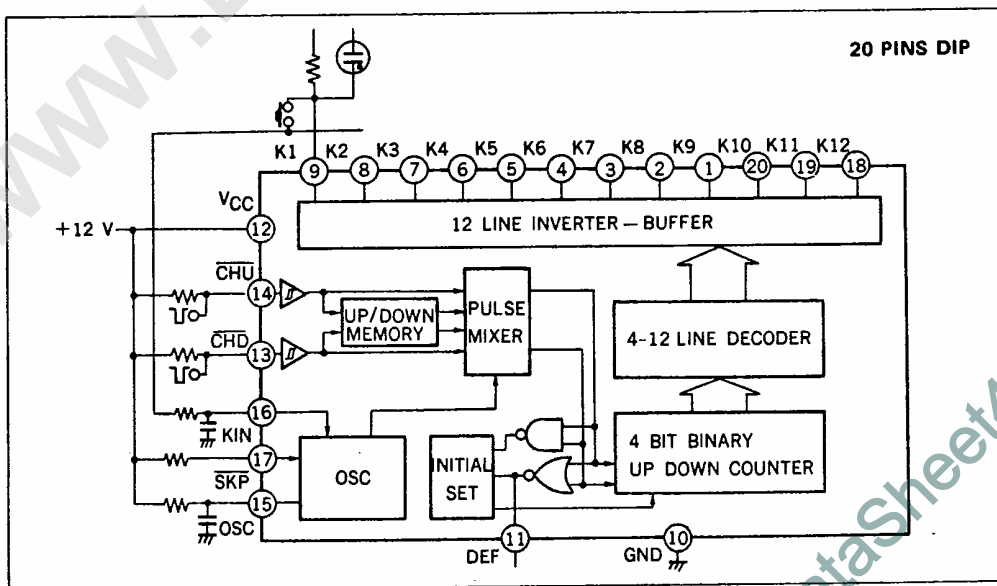 20 PINS DIP
K1 K2 K3 K4 K5 K6 K7 K8 K9 K10 K11 K12
9 8 7 6 5 4 3 2 1 20 19 18
VCC
12
+12 V
12 LINE INVERTER – BUFFER
CHU
14
UP/DOWN
MEMORY
PULSE
MIXER
4-12 LINE DECODER
CHD
13
16
KIN
17
SKP
15
OSC
OSC
INITIAL
SET
4 BIT BINARY
UP DOWN COUNTER
DEF
11
GND
10
www.
taSheet4